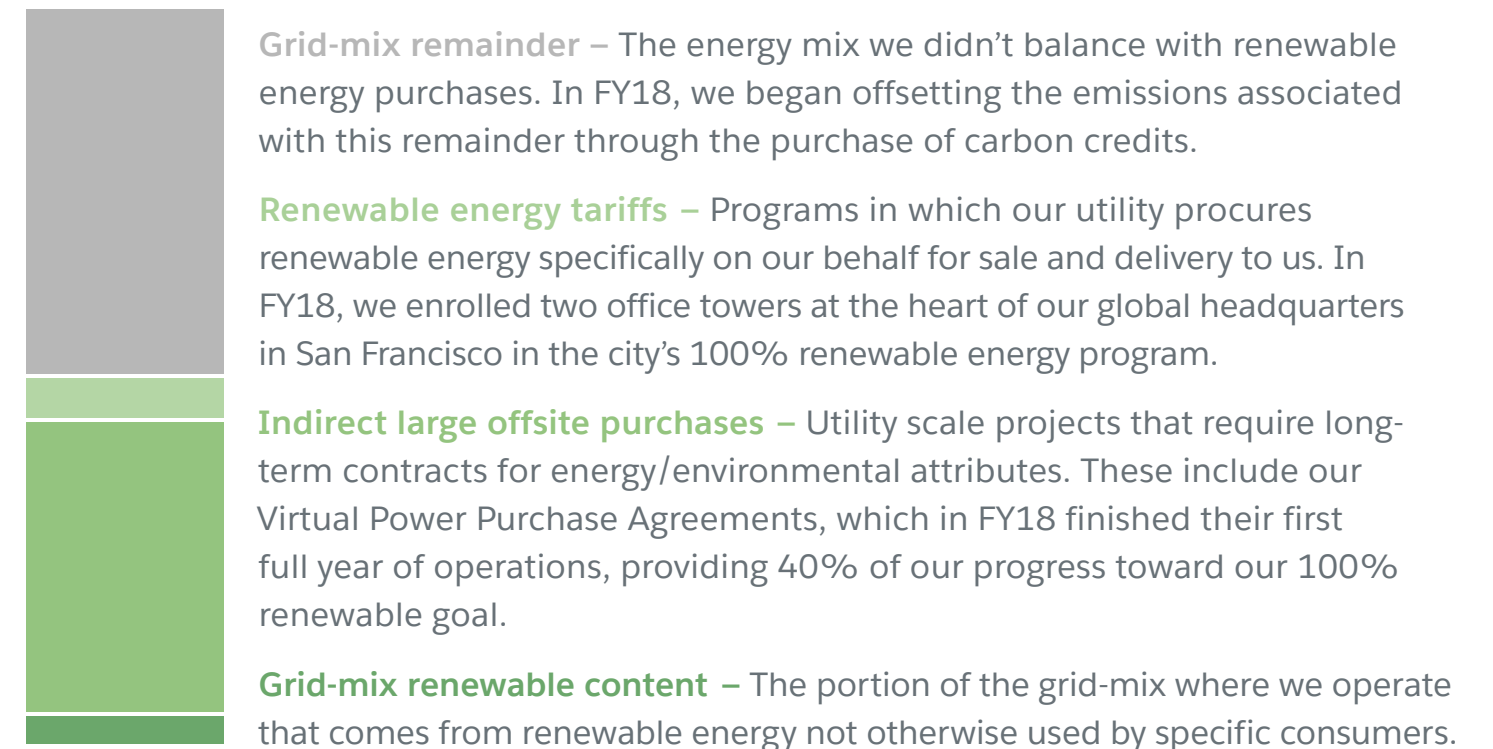 Grid-mix remainder – The energy mix we didn’t balance with renewable
energy purchases. In FY18, we began offsetting the emissions associated
with this remainder through the purchase of carbon credits.
Renewable energy tariffs – Programs in which our utility procures
renewable energy specifically on our behalf for sale and delivery to us. In
FY18, we enrolled two office towers at the heart of our global headquarters
in San Francisco in the city’s 100% renewable energy program.
Indirect large offsite purchases – Utility scale projects that require long-
term contracts for energy/environmental attributes. These include our
Virtual Power Purchase Agreements, which in FY18 finished their first
full year of operations, providing 40% of our progress toward our 100%
renewable goal.
Grid-mix renewable content – The portion of the grid-mix where we operate
that comes from renewable energy not otherwise used by specific consumers.